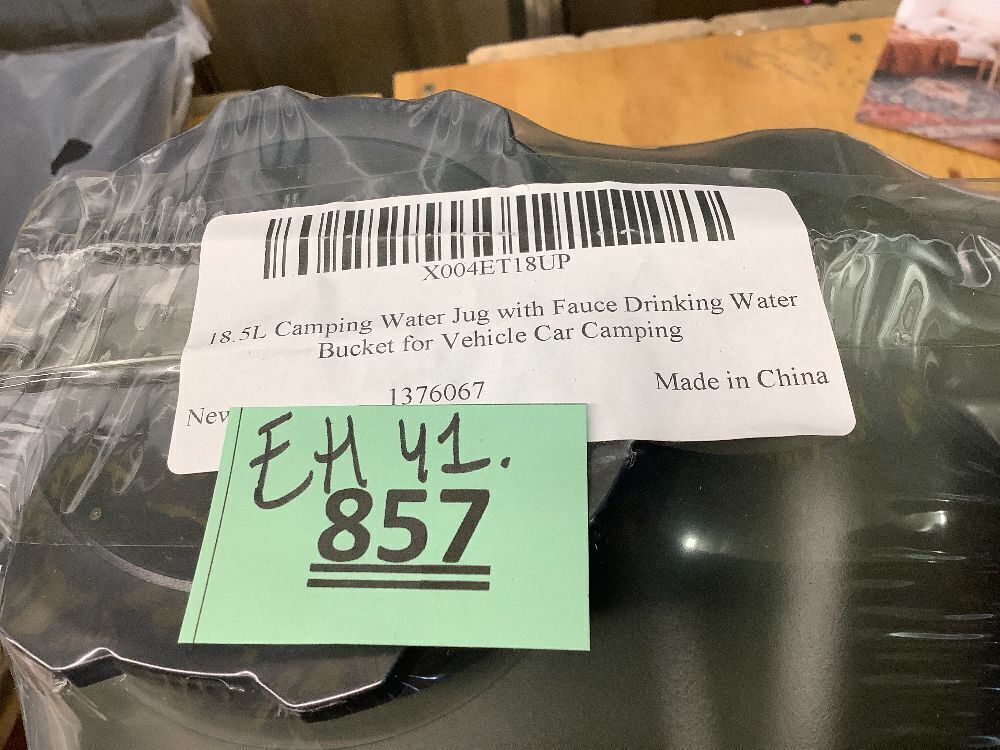 X004ET18UP
18.5L Camping Water Jug with Fauce Drinking Water
Bucket for Vehicle Car Camping
1376067
Made in China
New
EH 41.
857